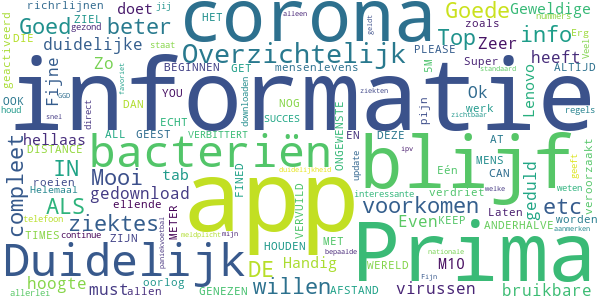 richrlijnen doet jij corona HET alleen Geweldige nummers
DIE ZIEL Goede geldt
Goed beter zoals
geactiveerd duidelijke staat Overzichtelijk Top Zeer info Erg
gezond Zo BEGINNEN GET mensenlevens PLEASE Super heeft ALTIJD Veel
Fijne informatie 5M Lenovo standaard
OOK GGD DAN YOU NOG downloaden ziekten pijn Ok werk zichtbaar regels
houd snel direct favoriet ECHT SUCCES
hellaas ALL GEEST VERBITTERT ONGEWENSTE EN DEZE AT
DISTANCE bacteriën update ipv blijf Eén MENS CAN geduld veroorzaakt
compleet IN Mooi tab FINED duidelijkheid interessante verdriet welke geeft weten
roeien Helemaal gedownload app
ALS ellende voorkomen etc Laten worden
ziektes METER VERVUILD Even KEEP ANDERHALVE aanmerken
telefoon meldplicht mijn HOUDEN MET Prima
TIMES continue ZIJN paniekvoetbal bepaalde WERELD M10 nationale
Duidelijk DE Handig
hoogte oorlog willen AFSTAND virussen
allerlei must allen GENEZEN Fijn bruikbare